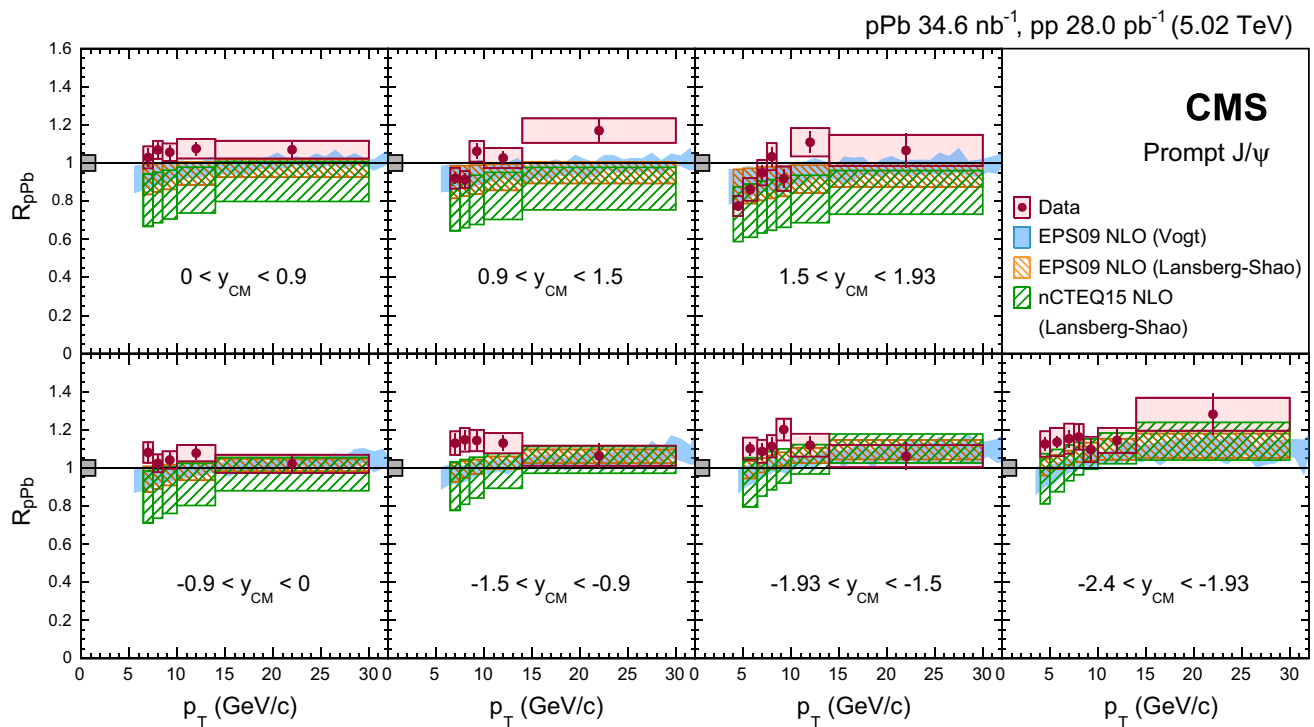 pPb 34.6 nb⁻¹, pp 28.0 pb⁻¹ (5.02 TeV)
1.6
1.4
1.2
1
0.8
0.6
0.4
0.2
0
R_pPb
0 < y_CM < 0.9
0.9 < y_CM < 1.5
1.5 < y_CM < 1.93
CMS
Prompt J/ψ
Data
EPS09 NLO (Vogt)
EPS09 NLO (Lansberg-Shao)
nCTEQ15 NLO
(Lansberg-Shao)
1.4
1.2
1
0.8
0.6
0.4
0.2
0
R_pPb
-0.9 < y_CM < 0
-1.5 < y_CM < -0.9
-1.93 < y_CM < -1.5
-2.4 < y_CM < -1.93
0 5 10 15 20 25 30 0 5 10 15 20 25 30 0 5 10 15 20 25 30 0 5 10 15 20 25 30
p_T (GeV/c) p_T (GeV/c) p_T (GeV/c) p_T (GeV/c)